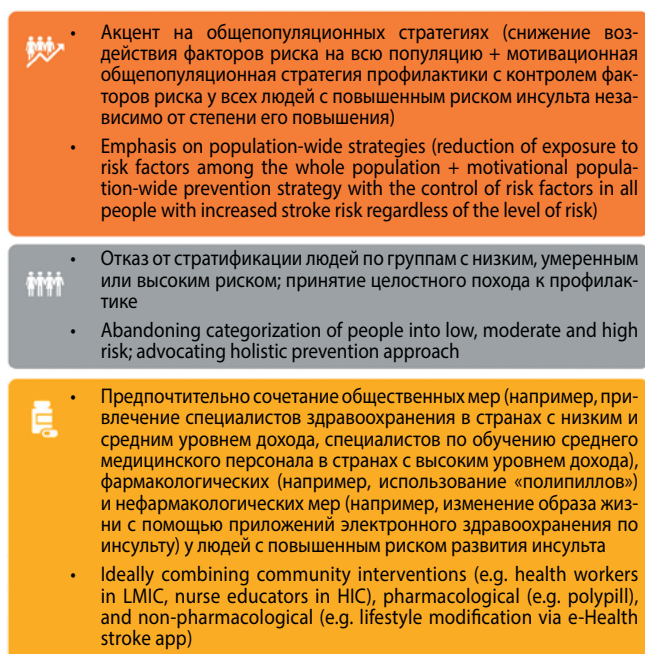 • Акцент на общепопуляционных стратегиях (снижение воз-
действия факторов риска на всю популяцию + мотивационная
общепопуляционная стратегия профилактики с контролем фак-
торов риска у всех людей с повышенным риском инсульта неза-
висимо от степени его повышения)
• Emphasis on population-wide strategies (reduction of exposure to
risk factors among the whole population + motivational popula-
tion-wide prevention strategy with the control of risk factors in all
people with increased stroke risk regardless of the level of risk)
• Отказ от стратификации людей по группам с низким, умеренным
или высоким риском; принятие целостного похода к профилак-
тике
• Abandoning categorization of people into low, moderate and high
risk; advocating holistic prevention approach
• Предпочтительно сочетание общественных мер (например, при-
влечение специалистов здравоохранения в странах с низким и
средним уровнем дохода, специалистов по обучению среднего
медицинского персонала в странах с высоким уровнем дохода),
фармакологических (например, использование «полипиллов»)
и нефармакологических мер (например, изменение образа жиз-
ни с помощью приложений электронного здравоохранения по
инсульту) у людей с повышенным риском развития инсульта
• Ideally combining community interventions (e.g. health workers
in LMIC, nurse educators in HIC), pharmacological (e.g. polypill),
and non-pharmacological (e.g. lifestyle modification via e-Health
stroke app)